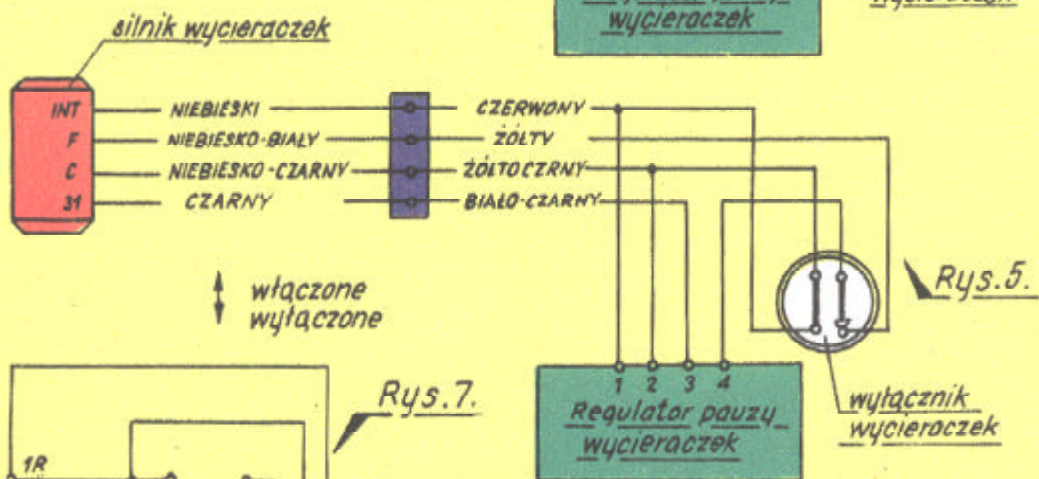 wycieraczek
silnik wycieraczek
INT NIEBIESKI CZERWONY
F NIEBIESKO-BIAŁY ŻÓŁTY
C NIEBIESKO-CZARNY ŻÓŁTOCZRNY
31 CZARNY BIAŁO-CZARNY
włączone
wyłączone
Rys.5.
Rys.7.
1 2 3 4
Regulator pauzy
wycieraczek
wyłącznik
wycieraczek
1R